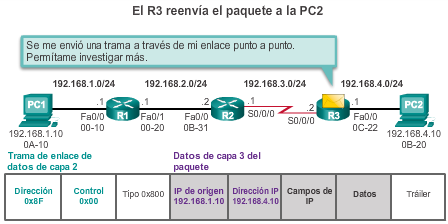 El R3 reenvía el paquete a la PC2
Se me envió una trama a través de mi enlace punto a punto.
Permítame investigar más.
192.168.1.0/24
192.168.2.0/24
192.168.3.0/24
192.168.4.0/24
PC1
.1
.2
.1
.1
PC2
Fa0/0
R1
Fa0/1
Fa0/0
R2
S0/0/0
S0/0/0
R3
Fa0/0
192.168.1.10
00-10
00-20
0B-31
0C-22
192.168.4.10
0A-10
0B-20
Trama de enlace de
datos de capa 2
Datos de capa 3 del
paquete
Dirección
0x8F
Control
0x00
Tipo 0x800
IP de origen
192.168.1.10
Dirección IP
192.168.4.10
Campos de
IP
Datos
Tráiler